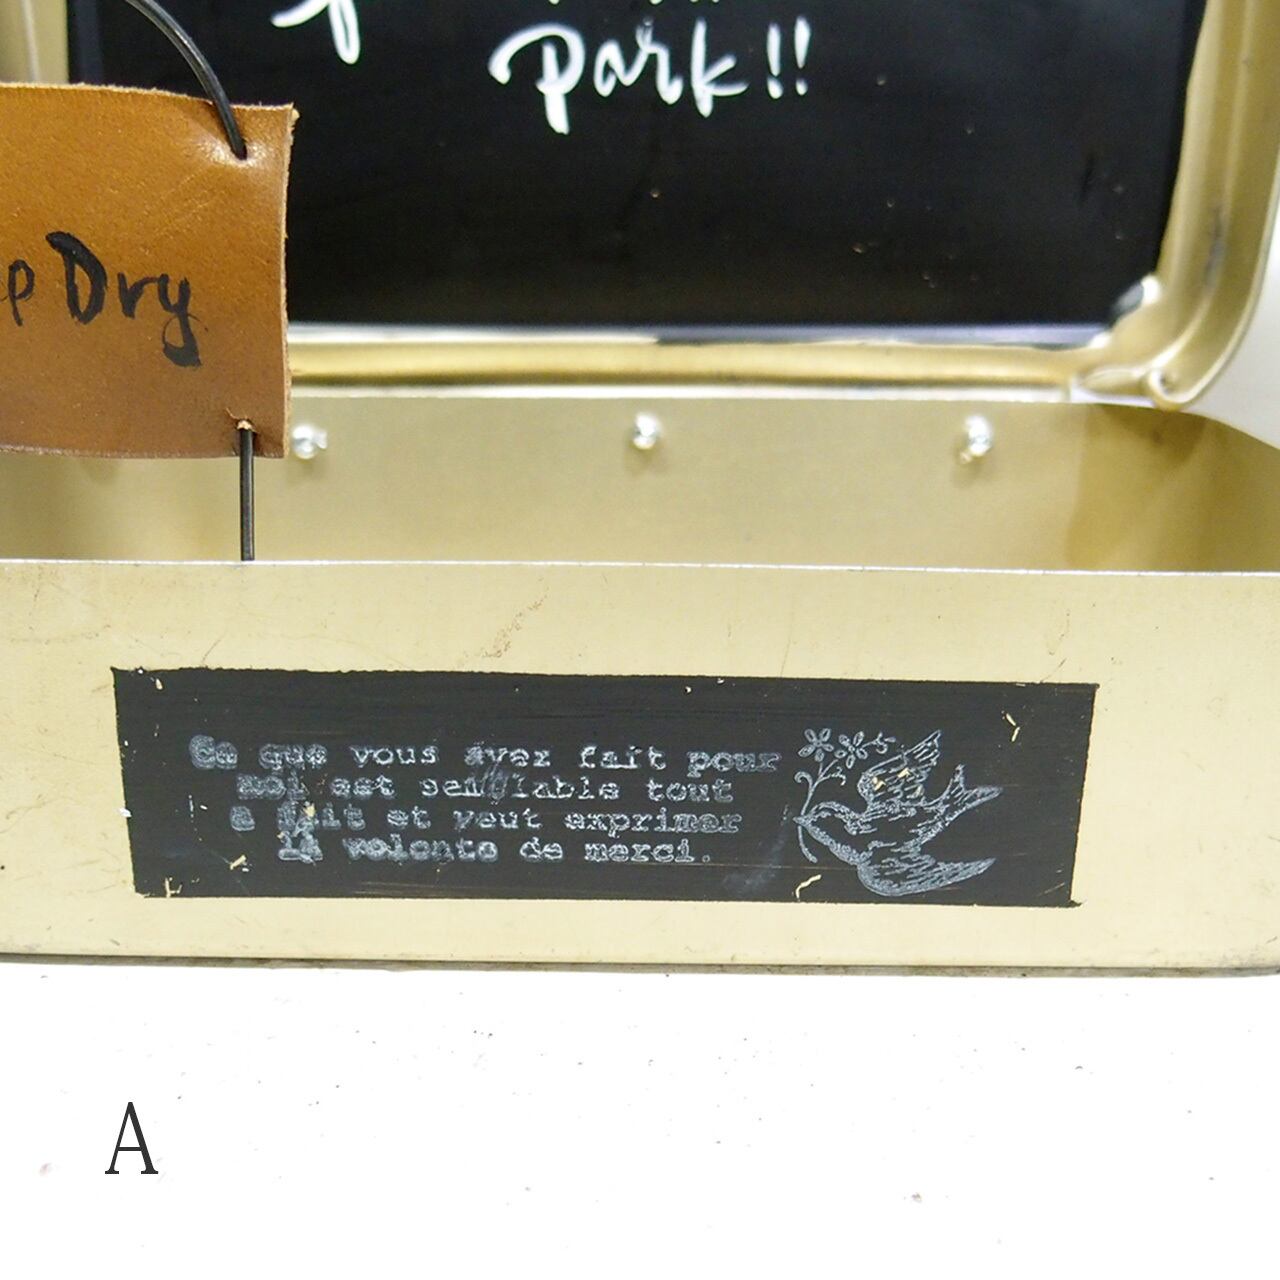 Park!!
p Dry
Ce que vous avez fait pour
moi est semblable tout
a fait et veut exprimer
la volonte de merci.
A